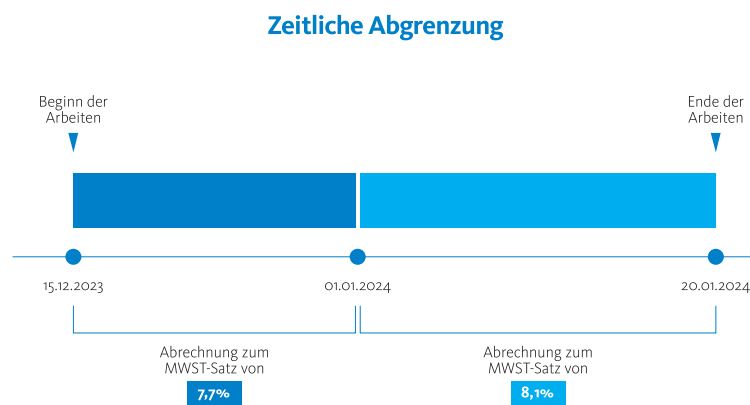 Zeitliche Abgrenzung
Beginn der
Arbeiten
Ende der
Arbeiten
15.12.2023
01.01.2024
20.01.2024
Abrechnung zum
MWST-Satz von
7,7%
Abrechnung zum
MWST-Satz von
8,1%